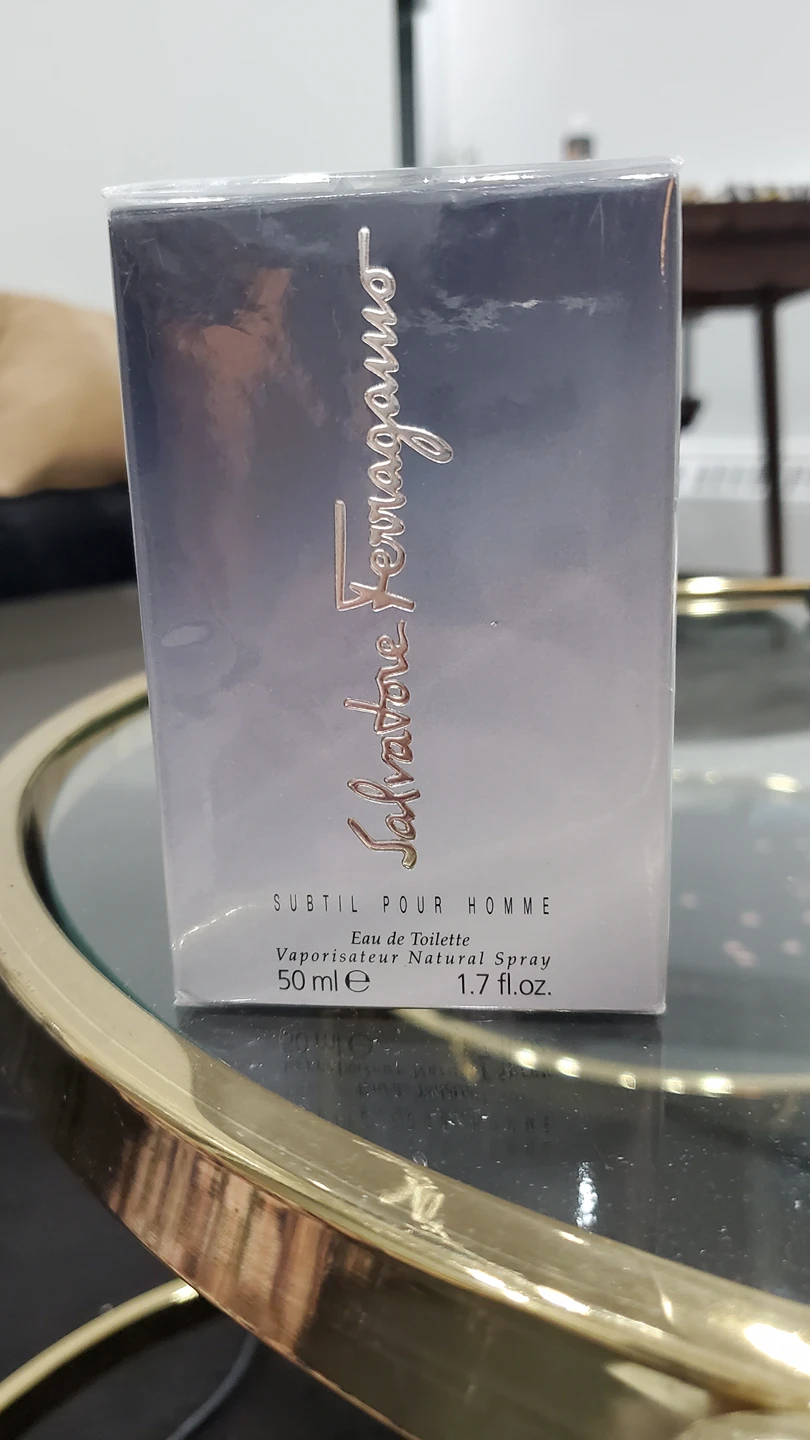 Salvatore Ferragamo
SUBTIL POUR HOMME
Eau de Toilette
Vaporisateur Natural Spray
50 ml ℮ 1.7 fl.oz.